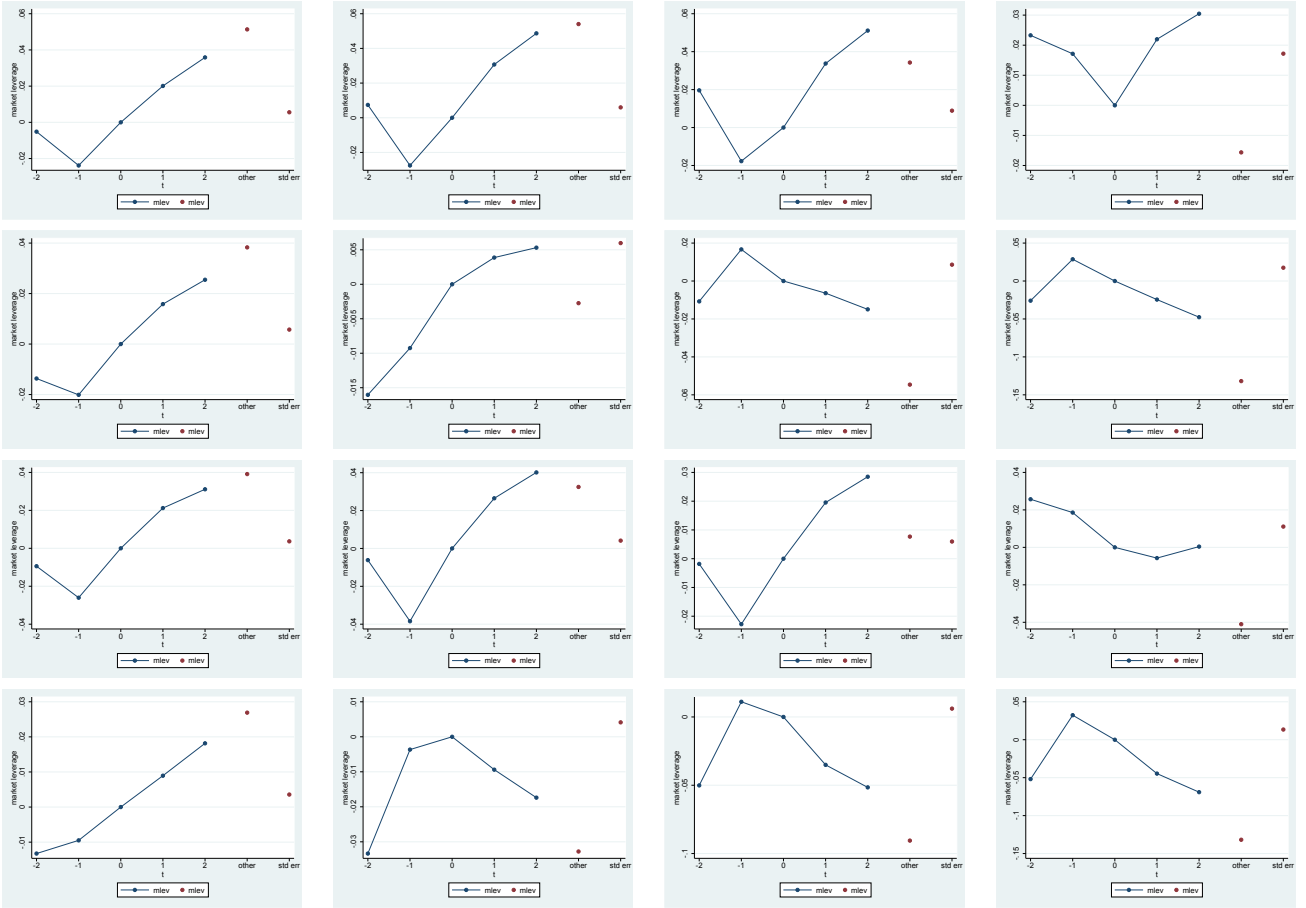 market leverage
.06
.04
.02
0
-.02
-2 -1 0 1 2 other std err
t
mlev mlev
market leverage
.06
.04
.02
0
-.02
-2 -1 0 1 2 other std err
t
mlev mlev
market leverage
.06
.04
.02
0
-.02
-2 -1 0 1 2 other std err
t
mlev mlev
market leverage
.03
.02
.01
0
-.01
-.02
-2 -1 0 1 2 other std err
t
mlev mlev
market leverage
.04
.02
0
-.02
-2 -1 0 1 2 other std err
t
mlev mlev
market leverage
.005
0
-.005
-.01
-.015
-2 -1 0 1 2 other std err
t
mlev mlev
market leverage
.02
0
-.02
-.04
-.06
-2 -1 0 1 2 other std err
t
mlev mlev
market leverage
.05
0
-.05
-.1
-.15
-2 -1 0 1 2 other std err
t
mlev mlev
market leverage
.04
.02
0
-.02
-.04
-2 -1 0 1 2 other std err
t
mlev mlev
market leverage
.04
.02
0
-.02
-.04
-2 -1 0 1 2 other std err
t
mlev mlev
market leverage
.03
.02
.01
0
-.01
-.02
-2 -1 0 1 2 other std err
t
mlev mlev
market leverage
.04
.02
0
-.02
-.04
-2 -1 0 1 2 other std err
t
mlev mlev
market leverage
.03
.02
.01
0
-.01
-2 -1 0 1 2 other std err
t
mlev mlev
market leverage
.01
0
-.01
-.02
-.03
-2 -1 0 1 2 other std err
t
mlev mlev
market leverage
0
-.05
-.1
-2 -1 0 1 2 other std err
t
mlev mlev
market leverage
.05
0
-.05
-.1
-.15
-2 -1 0 1 2 other std err
t
mlev mlev